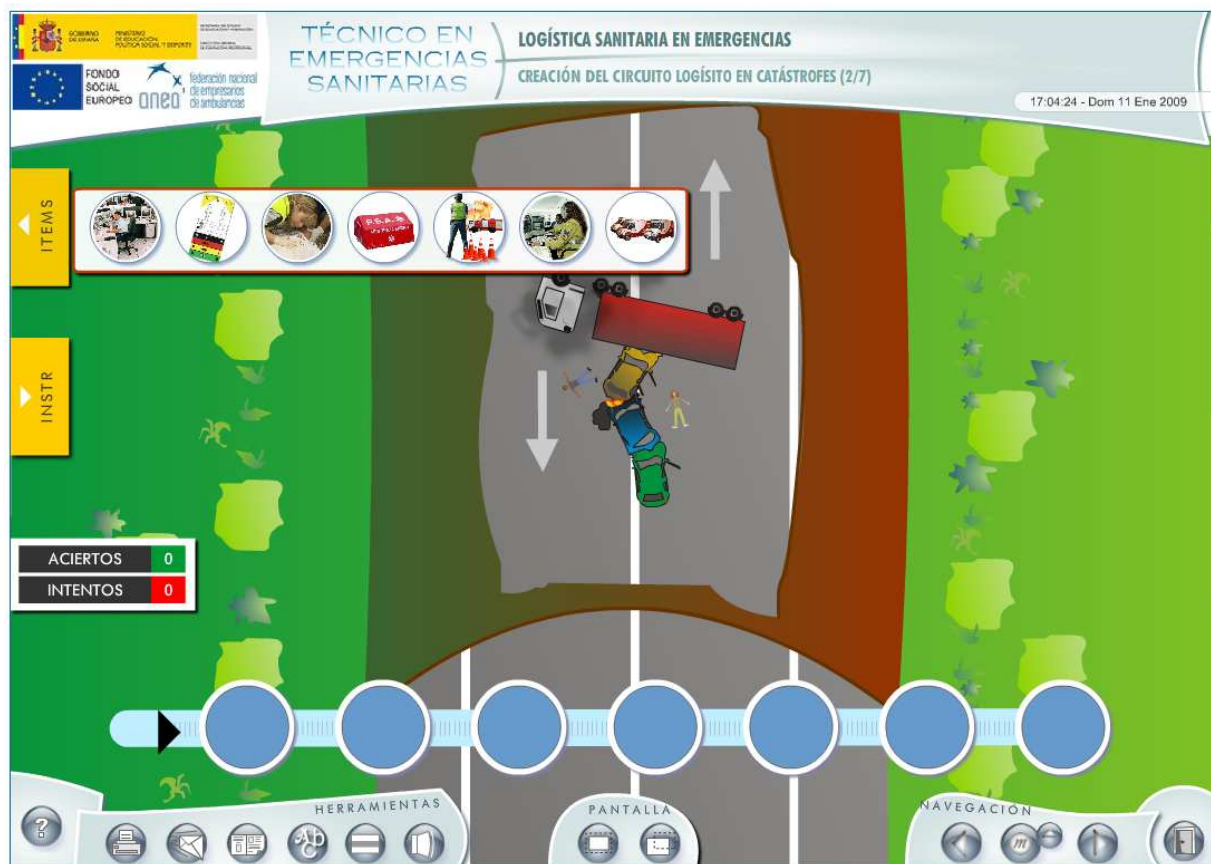 GOBIERNO
DE ESPAÑA
MINISTERIO
DE EDUCACIÓN,
POLÍTICA SOCIAL Y DEPORTE
FONDO
SOCIAL
EUROPEO
anea
federación nacional
de empresarios
de ambulancias
TÉCNICO EN
EMERGENCIAS
SANITARIAS
LOGÍSTICA SANITARIA EN EMERGENCIAS
CREACIÓN DEL CIRCUITO LOGÍSITO EN CATÁSTROFES (2/7)
17:04:24 - Dom 11 Ene 2009
ITEMS
INSTR
ACIERTOS 0
INTENTOS 0
HERRAMIENTAS
PANTALLA
NAVEGACIÓN
?
Abc
m